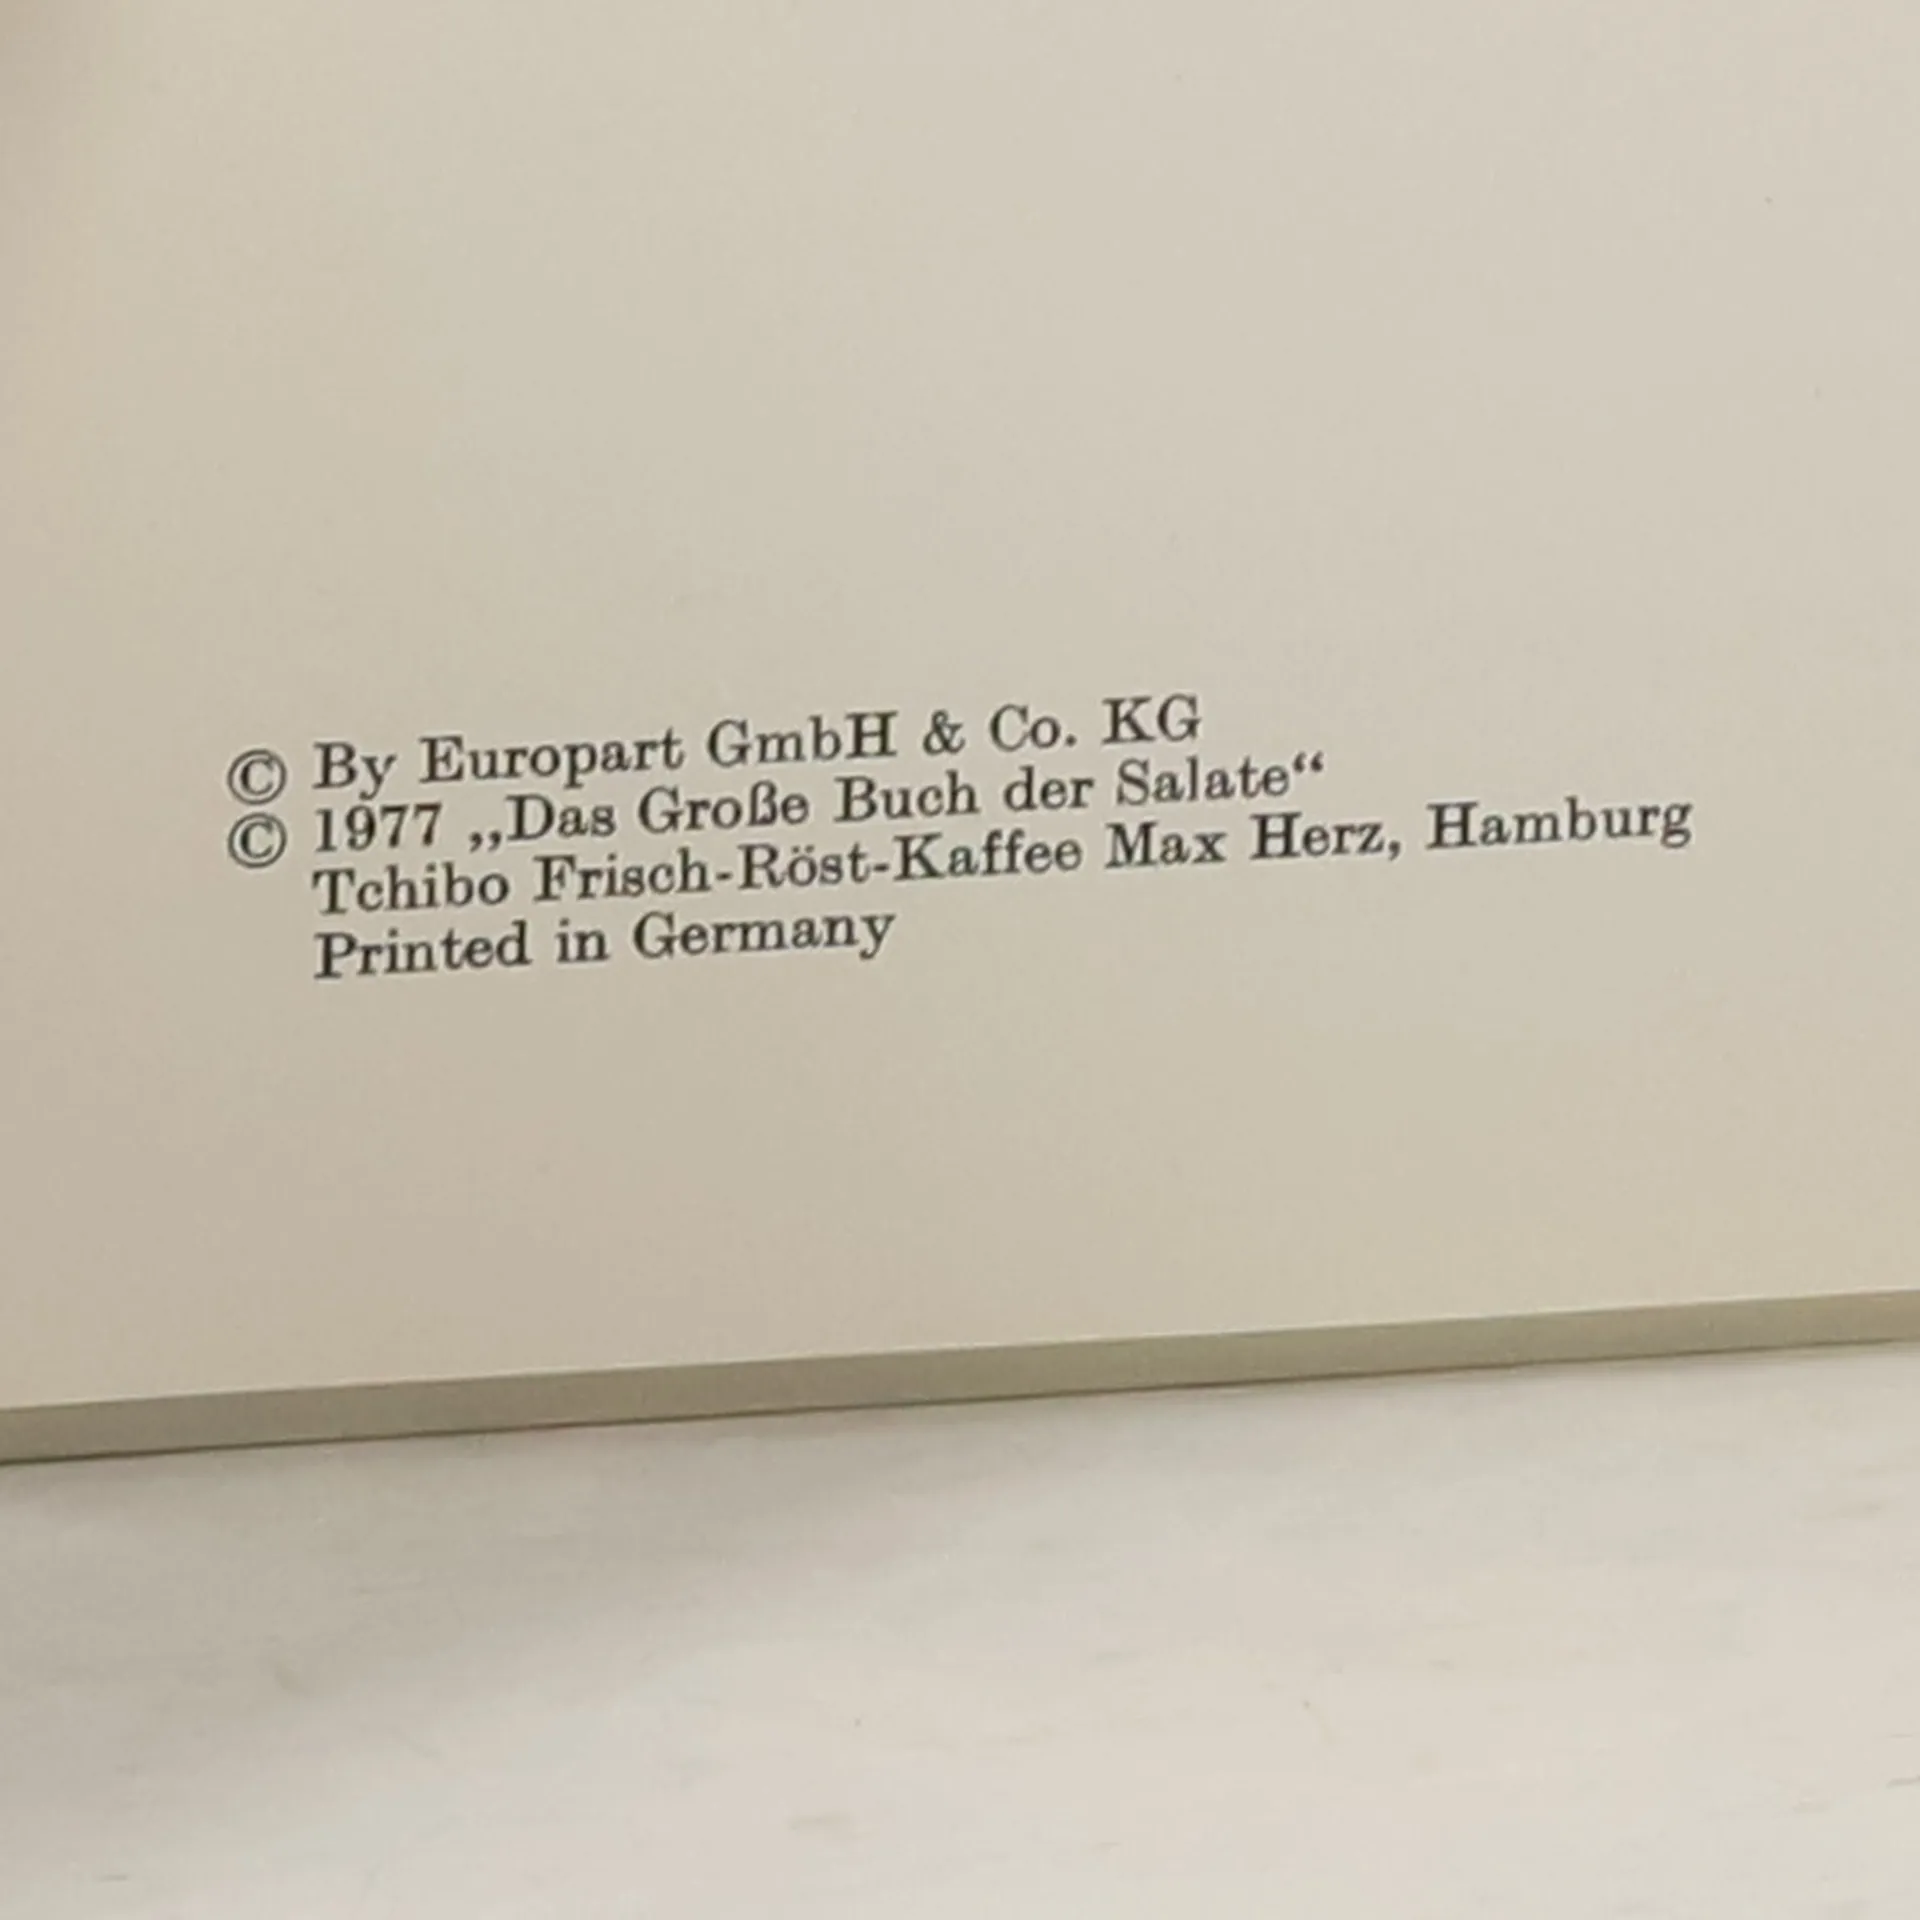 © By Europart GmbH & Co. KG
© 1977 „Das Große Buch der Salate“
Tchibo Frisch-Röst-Kaffee Max Herz, Hamburg
Printed in Germany